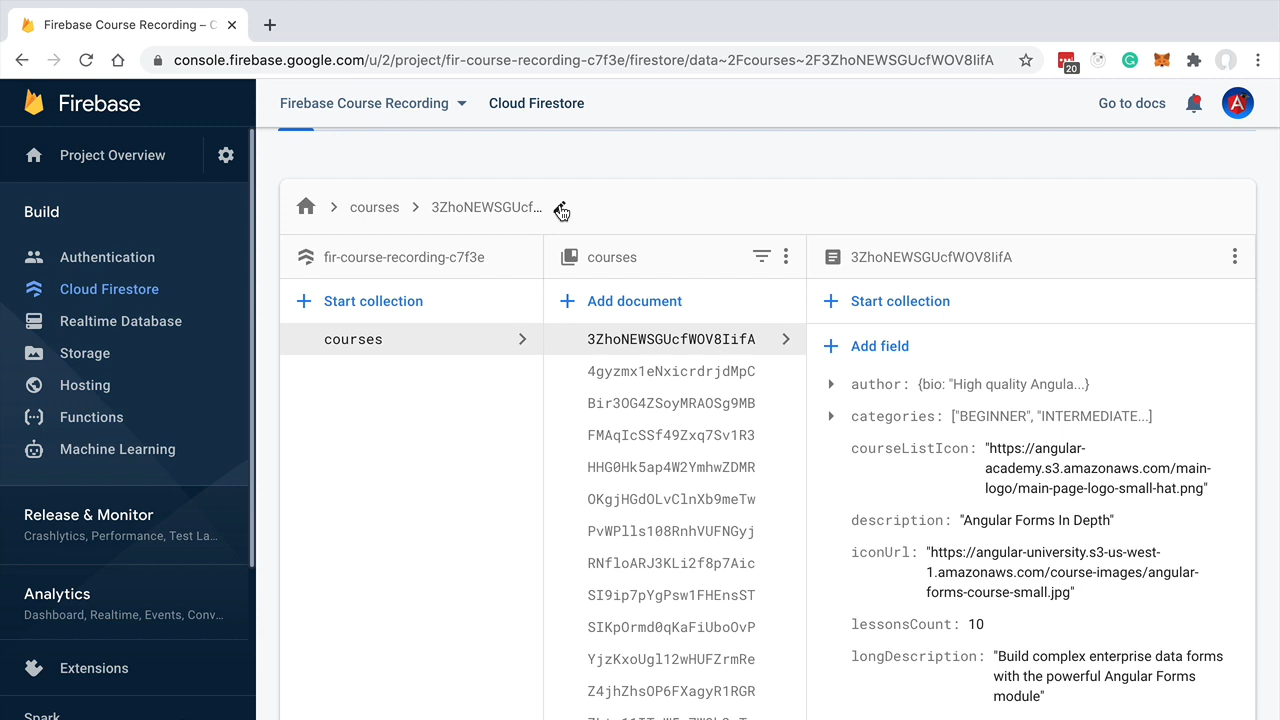 Firebase Course Recording – C
console.firebase.google.com/u/2/project/fir-course-recording-c7f3e/firestore/data~2Fcourses~2F3ZhoNEWSGUcfWOV8IifA
20
Firebase
Firebase Course Recording
Cloud Firestore
Go to docs
Project Overview
Build
Authentication
Cloud Firestore
Realtime Database
Storage
Hosting
Functions
Machine Learning
Release & Monitor
Crashlytics, Performance, Test La...
Analytics
Dashboard, Realtime, Events, Conv...
Extensions
Spark
courses
3ZhoNEWSGUcf...
fir-course-recording-c7f3e
Start collection
courses
courses
Add document
3ZhoNEWSGUcfWOV8IifA
4gyzmx1eNxicrdrjdMpC
Bir3OG4ZSoyMRAOSg9MB
FMAqIcSSf49Zxq7Sv1R3
HHG0Hk5ap4W2YmhwZDMR
OKgjHGdOLvClnXb9meTw
PvWPlls108RnhVUFNGyj
RNfloARJ3KLi2f8p7Aic
SI9ip7pYgPsw1FHEnsST
SIKpOrmd0qKaFiUboOvP
YjzKxoUgl12wHUFZrmRe
Z4jhZhsOP6FXagyR1RGR
3ZhoNEWSGUcfWOV8IifA
Start collection
Add field
author: {bio: "High quality Angula...}
categories: ["BEGINNER", "INTERMEDIATE...]
courseListIcon: "https://angular-
academy.s3.amazonaws.com/main-
logo/main-page-logo-small-hat.png"
description: "Angular Forms In Depth"
iconUrl: "https://angular-university.s3-us-west-
1.amazonaws.com/course-images/angular-
forms-course-small.jpg"
lessonsCount: 10
longDescription: "Build complex enterprise data forms
with the powerful Angular Forms
module"